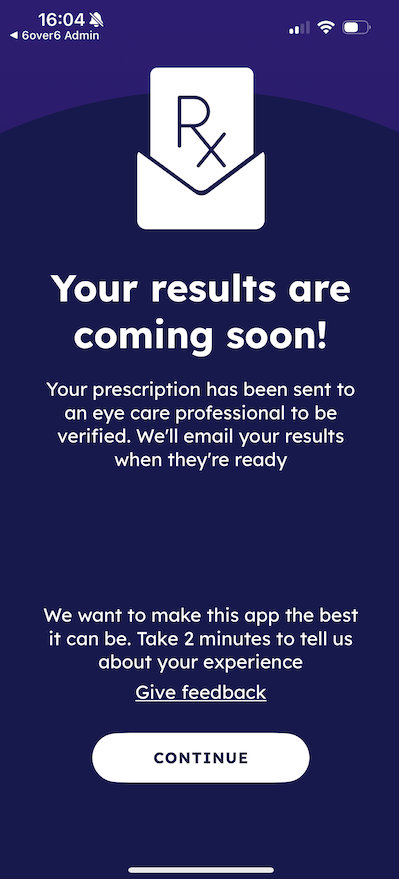 16:04
◀ 6over6 Admin
Rx
Your results are
coming soon!
Your prescription has been sent to
an eye care professional to be
verified. We'll email your results
when they're ready
We want to make this app the best
it can be. Take 2 minutes to tell us
about your experience
Give feedback
CONTINUE